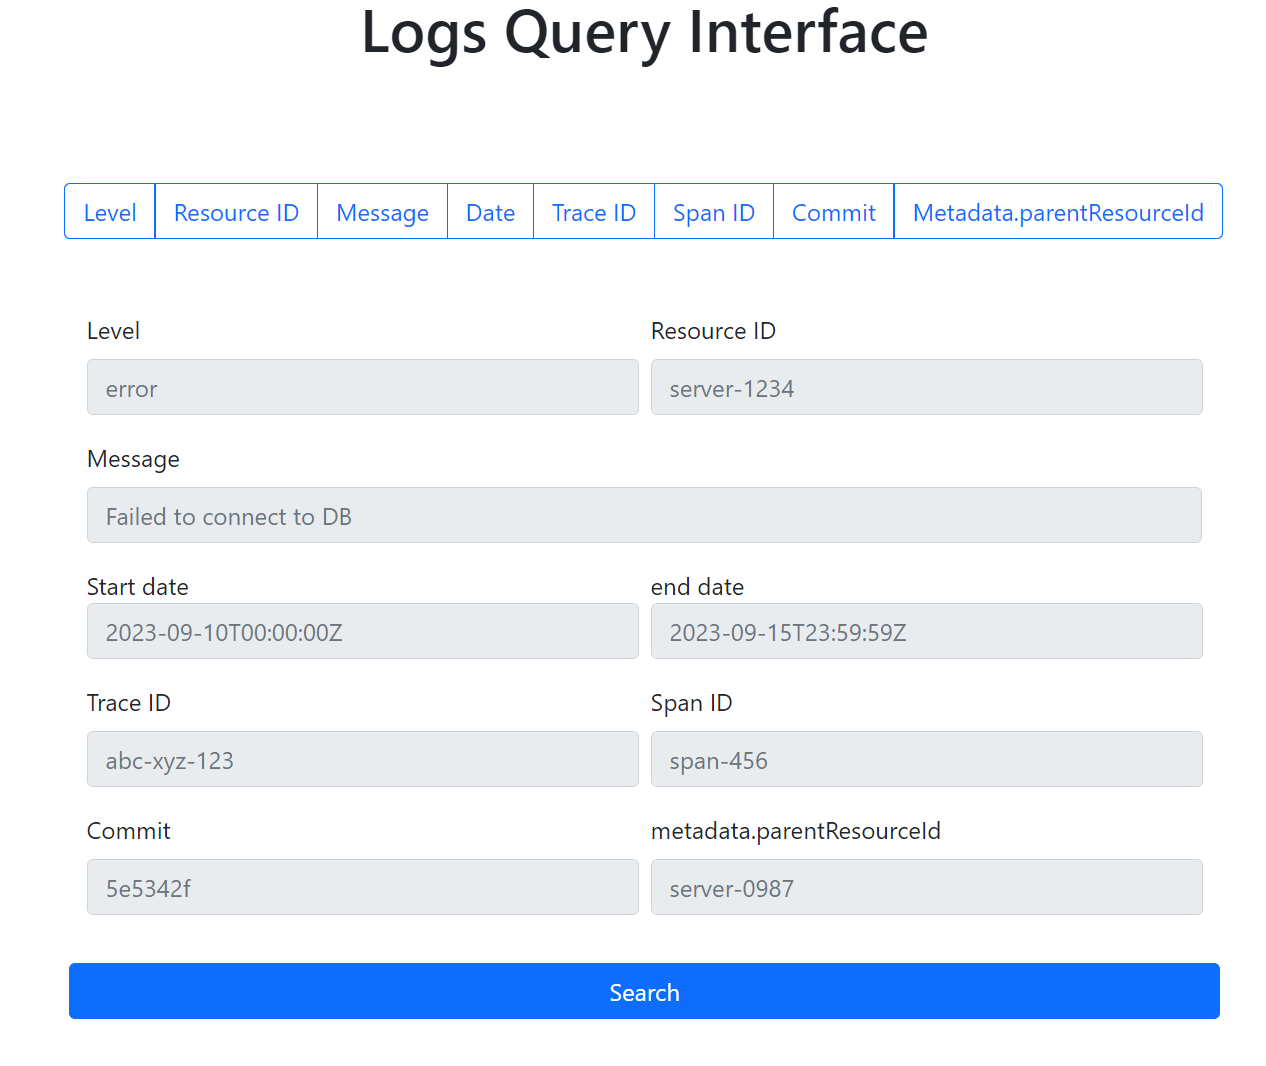 Logs Query Interface
Level Resource ID Message Date Trace ID Span ID Commit Metadata.parentResourceId
Level Resource ID
error server-1234
Message
Failed to connect to DB
Start date end date
2023-09-10T00:00:00Z 2023-09-15T23:59:59Z
Trace ID Span ID
abc-xyz-123 span-456
Commit metadata.parentResourceId
5e5342f server-0987
Search